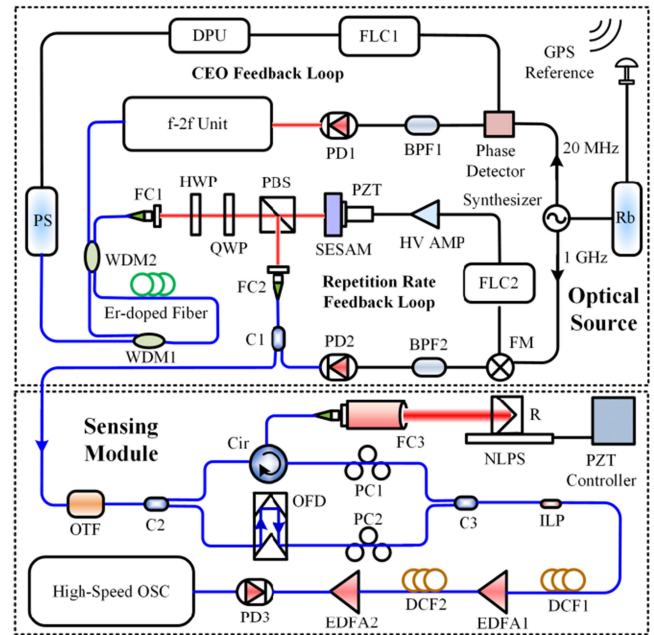 DPU
FLC1
GPS
Reference
CEO Feedback Loop
f-2f Unit
PD1
BPF1
Phase
Detector
20 MHz
FC1
HWP
PBS
PZT
Synthesizer
PS
QWP
SESAM
HV AMP
Rb
WDM2
1 GHz
FC2
Repetition Rate
Feedback Loop
FLC2
Er-doped Fiber
Optical
Source
WDM1
C1
PD2
BPF2
FM
Sensing
Module
Cir
FC3
R
NLPS
PZT
Controller
PC1
OFD
PC2
OTF
C2
C3
ILP
High-Speed OSC
PD3
EDFA2
DCF2
EDFA1
DCF1